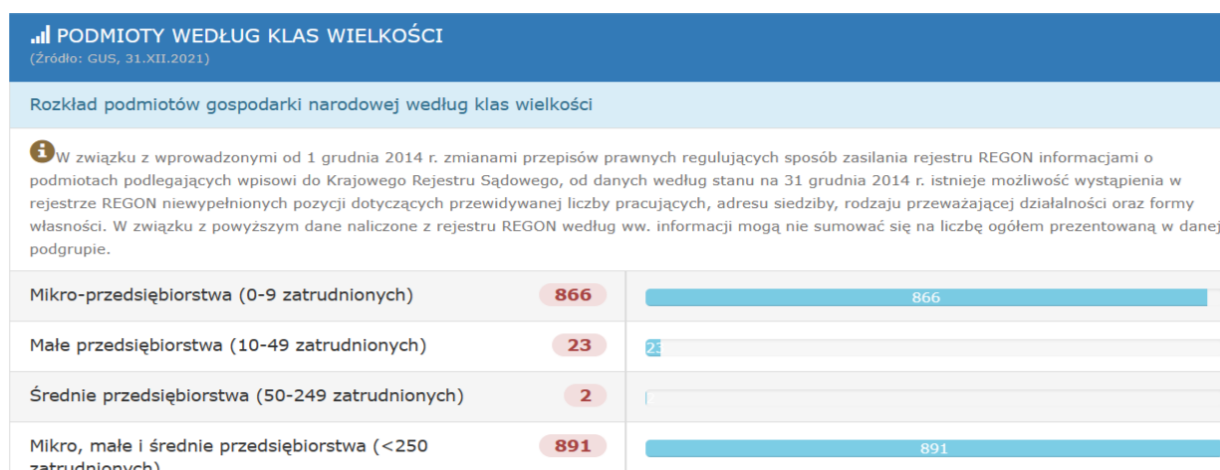 PODMIOTY WEDŁUG KLAS WIELKOŚCI
(Źródło: GUS, 31.XII.2021)
Rozkład podmiotów gospodarki narodowej według klas wielkości
W związku z wprowadzonymi od 1 grudnia 2014 r. zmianami przepisów prawnych regulujących sposób zasilania rejestru REGON informacjami o
podmiotach podlegających wpisowi do Krajowego Rejestru Sądowego, od danych według stanu na 31 grudnia 2014 r. istnieje możliwość wystąpienia w
rejestrze REGON niewypełnionych pozycji dotyczących przewidywanej liczby pracujących, adresu siedziby, rodzaju przeważającej działalności oraz formy
własności. W związku z powyższym dane naliczone z rejestru REGON według ww. informacji mogą nie sumować się na liczbę ogółem prezentowaną w danej
podgrupie.
Mikro-przedsiębiorstwa (0-9 zatrudnionych) 866 866
Małe przedsiębiorstwa (10-49 zatrudnionych) 23 23
Średnie przedsiębiorstwa (50-249 zatrudnionych) 2
Mikro, małe i średnie przedsiębiorstwa (<250 891 891
zatrudnionych)